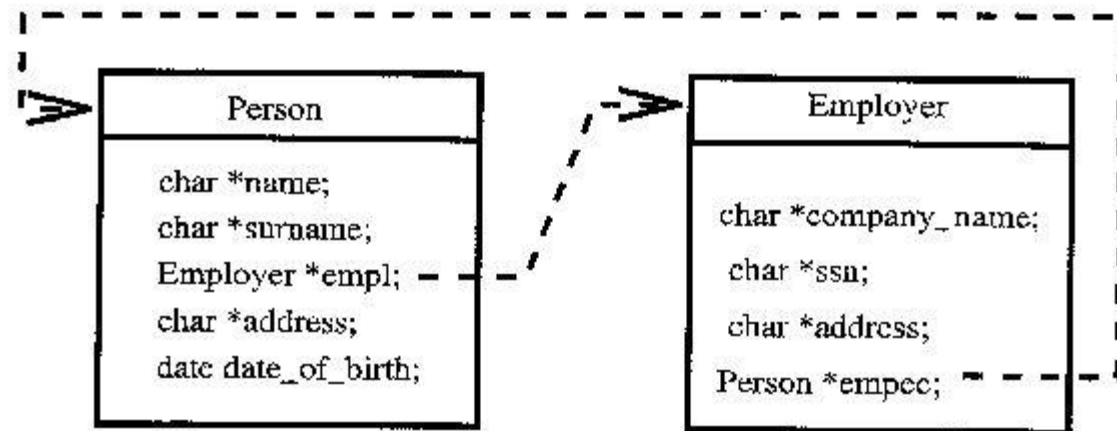 Person
char *name;
char *surname;
Employer *empl;
char *address;
date date_of_birth;
Employer
char *company_name;
char *ssn;
char *address;
Person *empee;